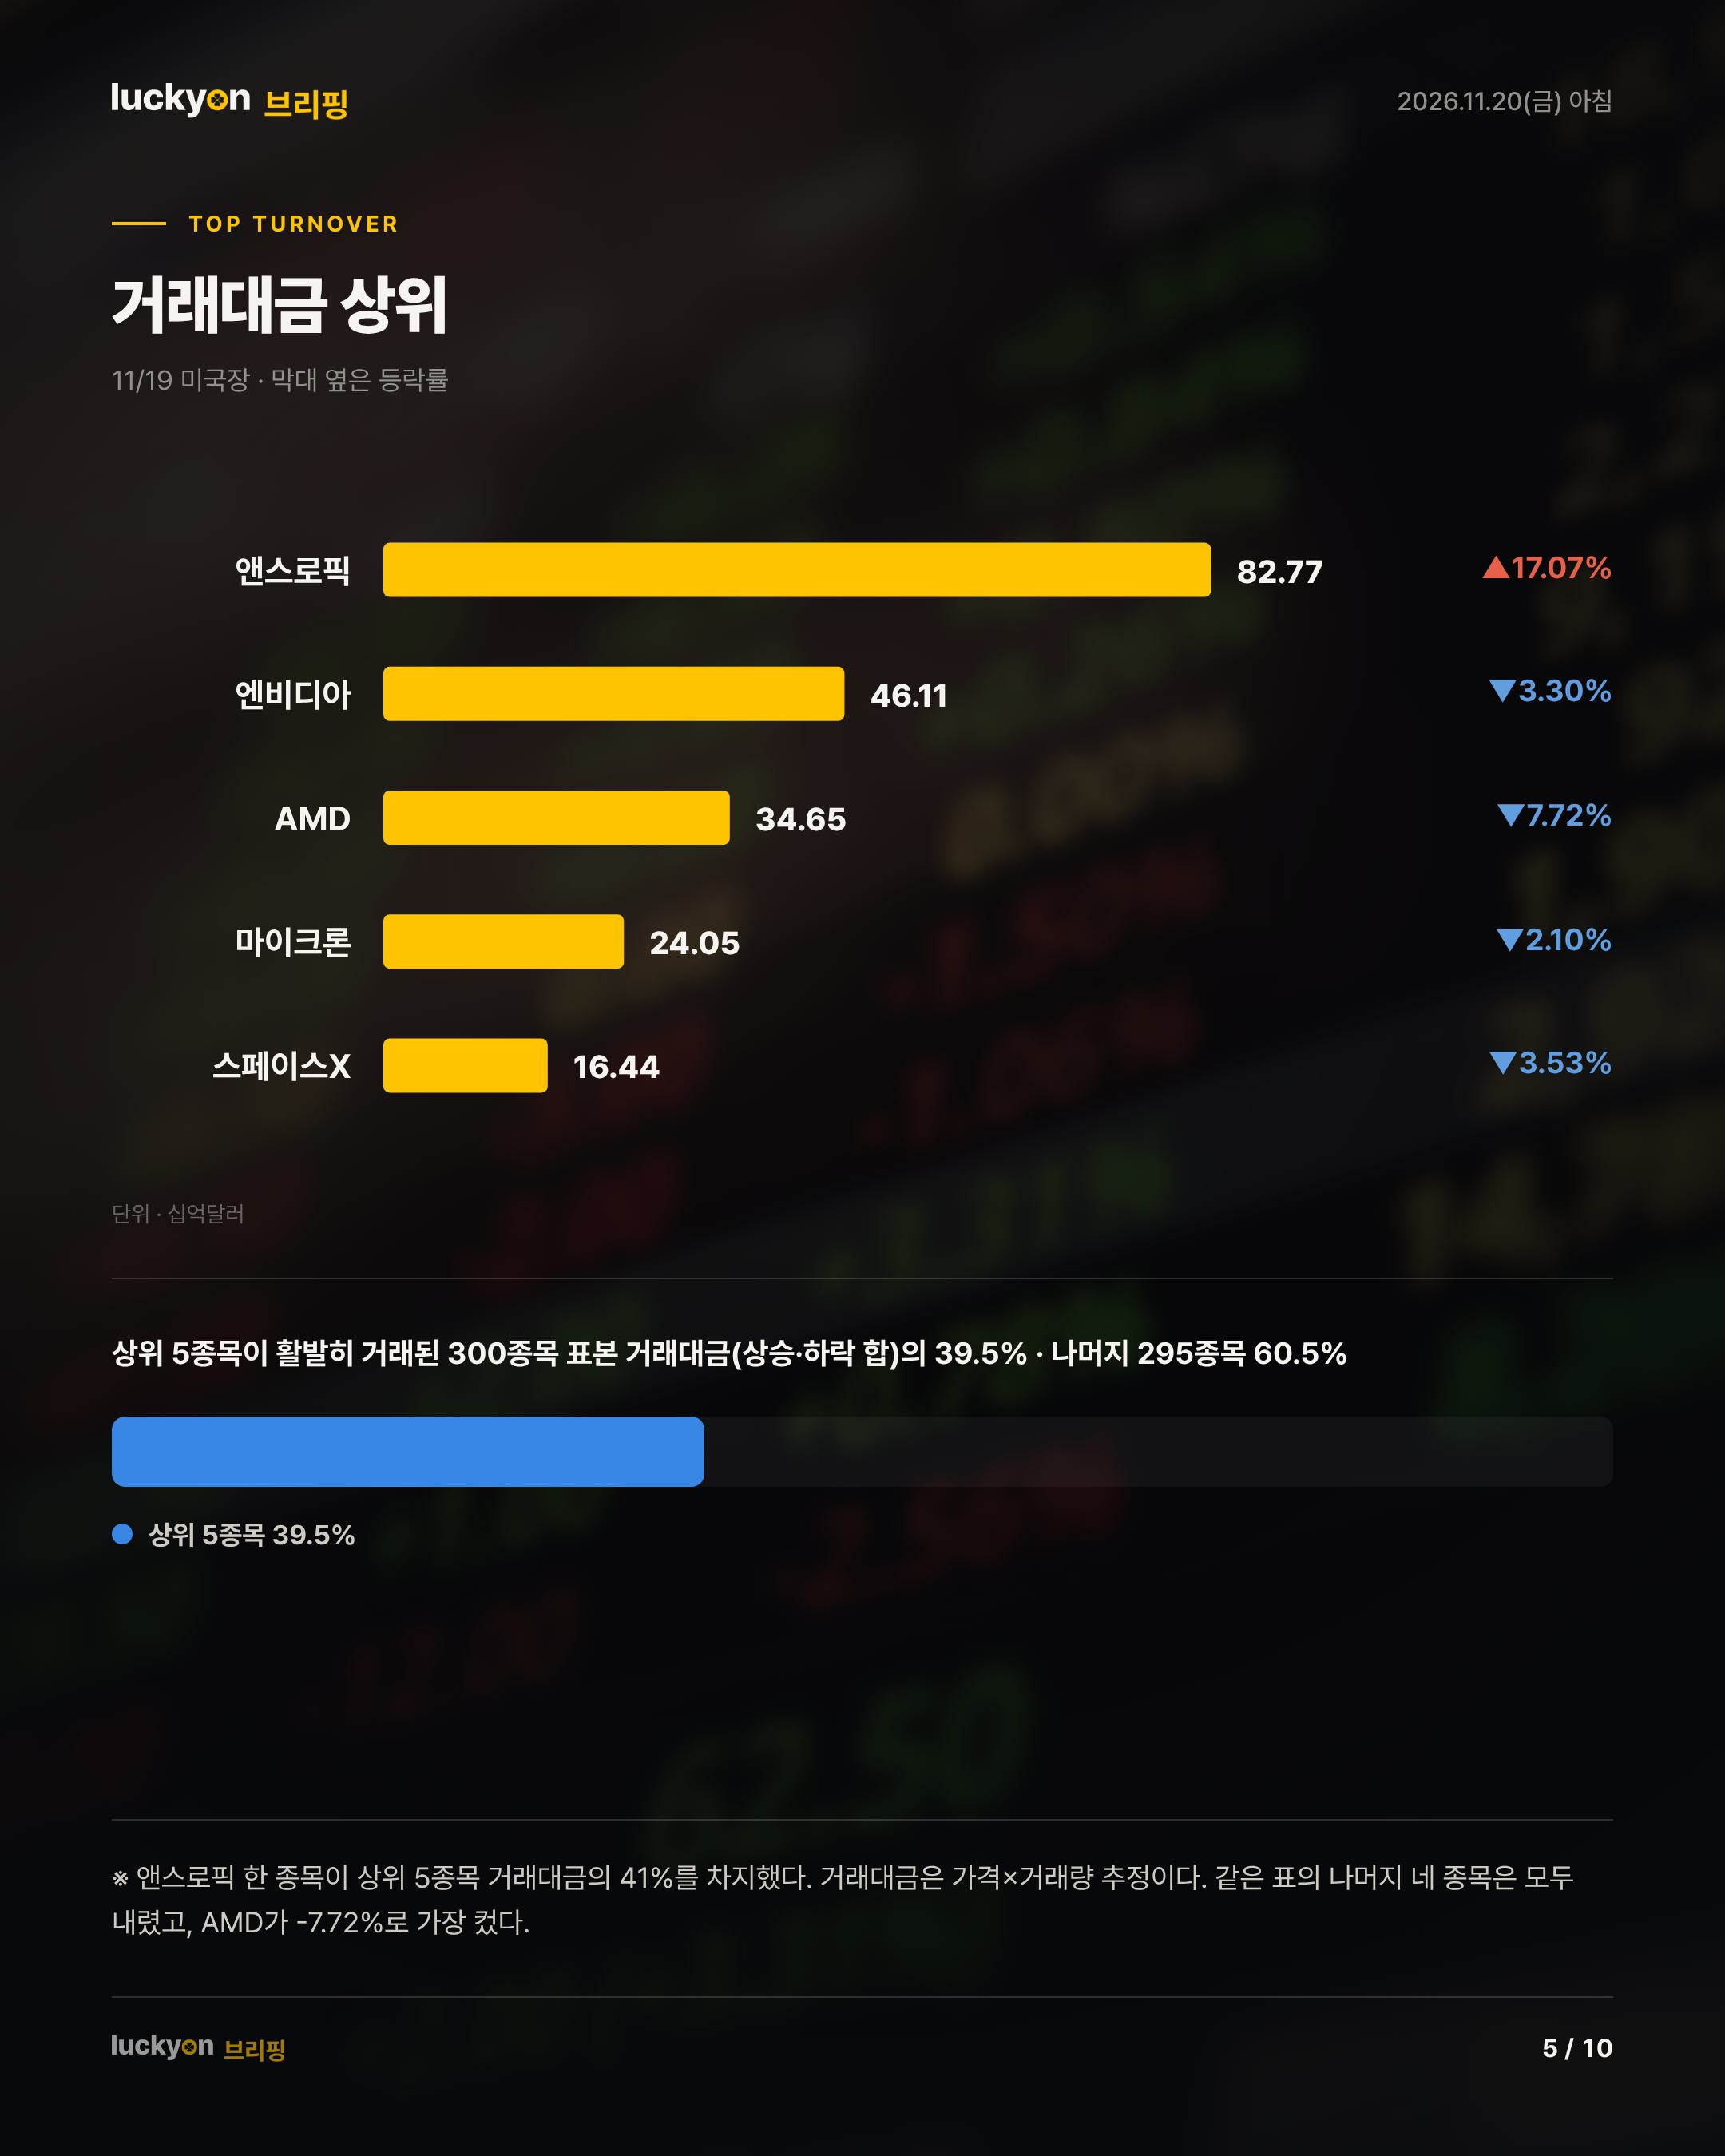 luckyon 브리핑
2026.11.20(금) 아침
TOP TURNOVER
거래대금 상위
11/19 미국장 · 막대 옆은 등락률
앤스로픽 82.77 ▲17.07%
엔비디아 46.11 ▼3.30%
AMD 34.65 ▼7.72%
마이크론 24.05 ▼2.10%
스페이스X 16.44 ▼3.53%
단위 · 십억달러
상위 5종목이 활발히 거래된 300종목 표본 거래대금(상승·하락 합)의 39.5% · 나머지 295종목 60.5%
상위 5종목 39.5%
※ 앤스로픽 한 종목이 상위 5종목 거래대금의 41%를 차지했다. 거래대금은 가격×거래량 추정이다. 같은 표의 나머지 네 종목은 모두
내렸고, AMD가 -7.72%로 가장 컸다.
luckyon 브리핑
5 / 10